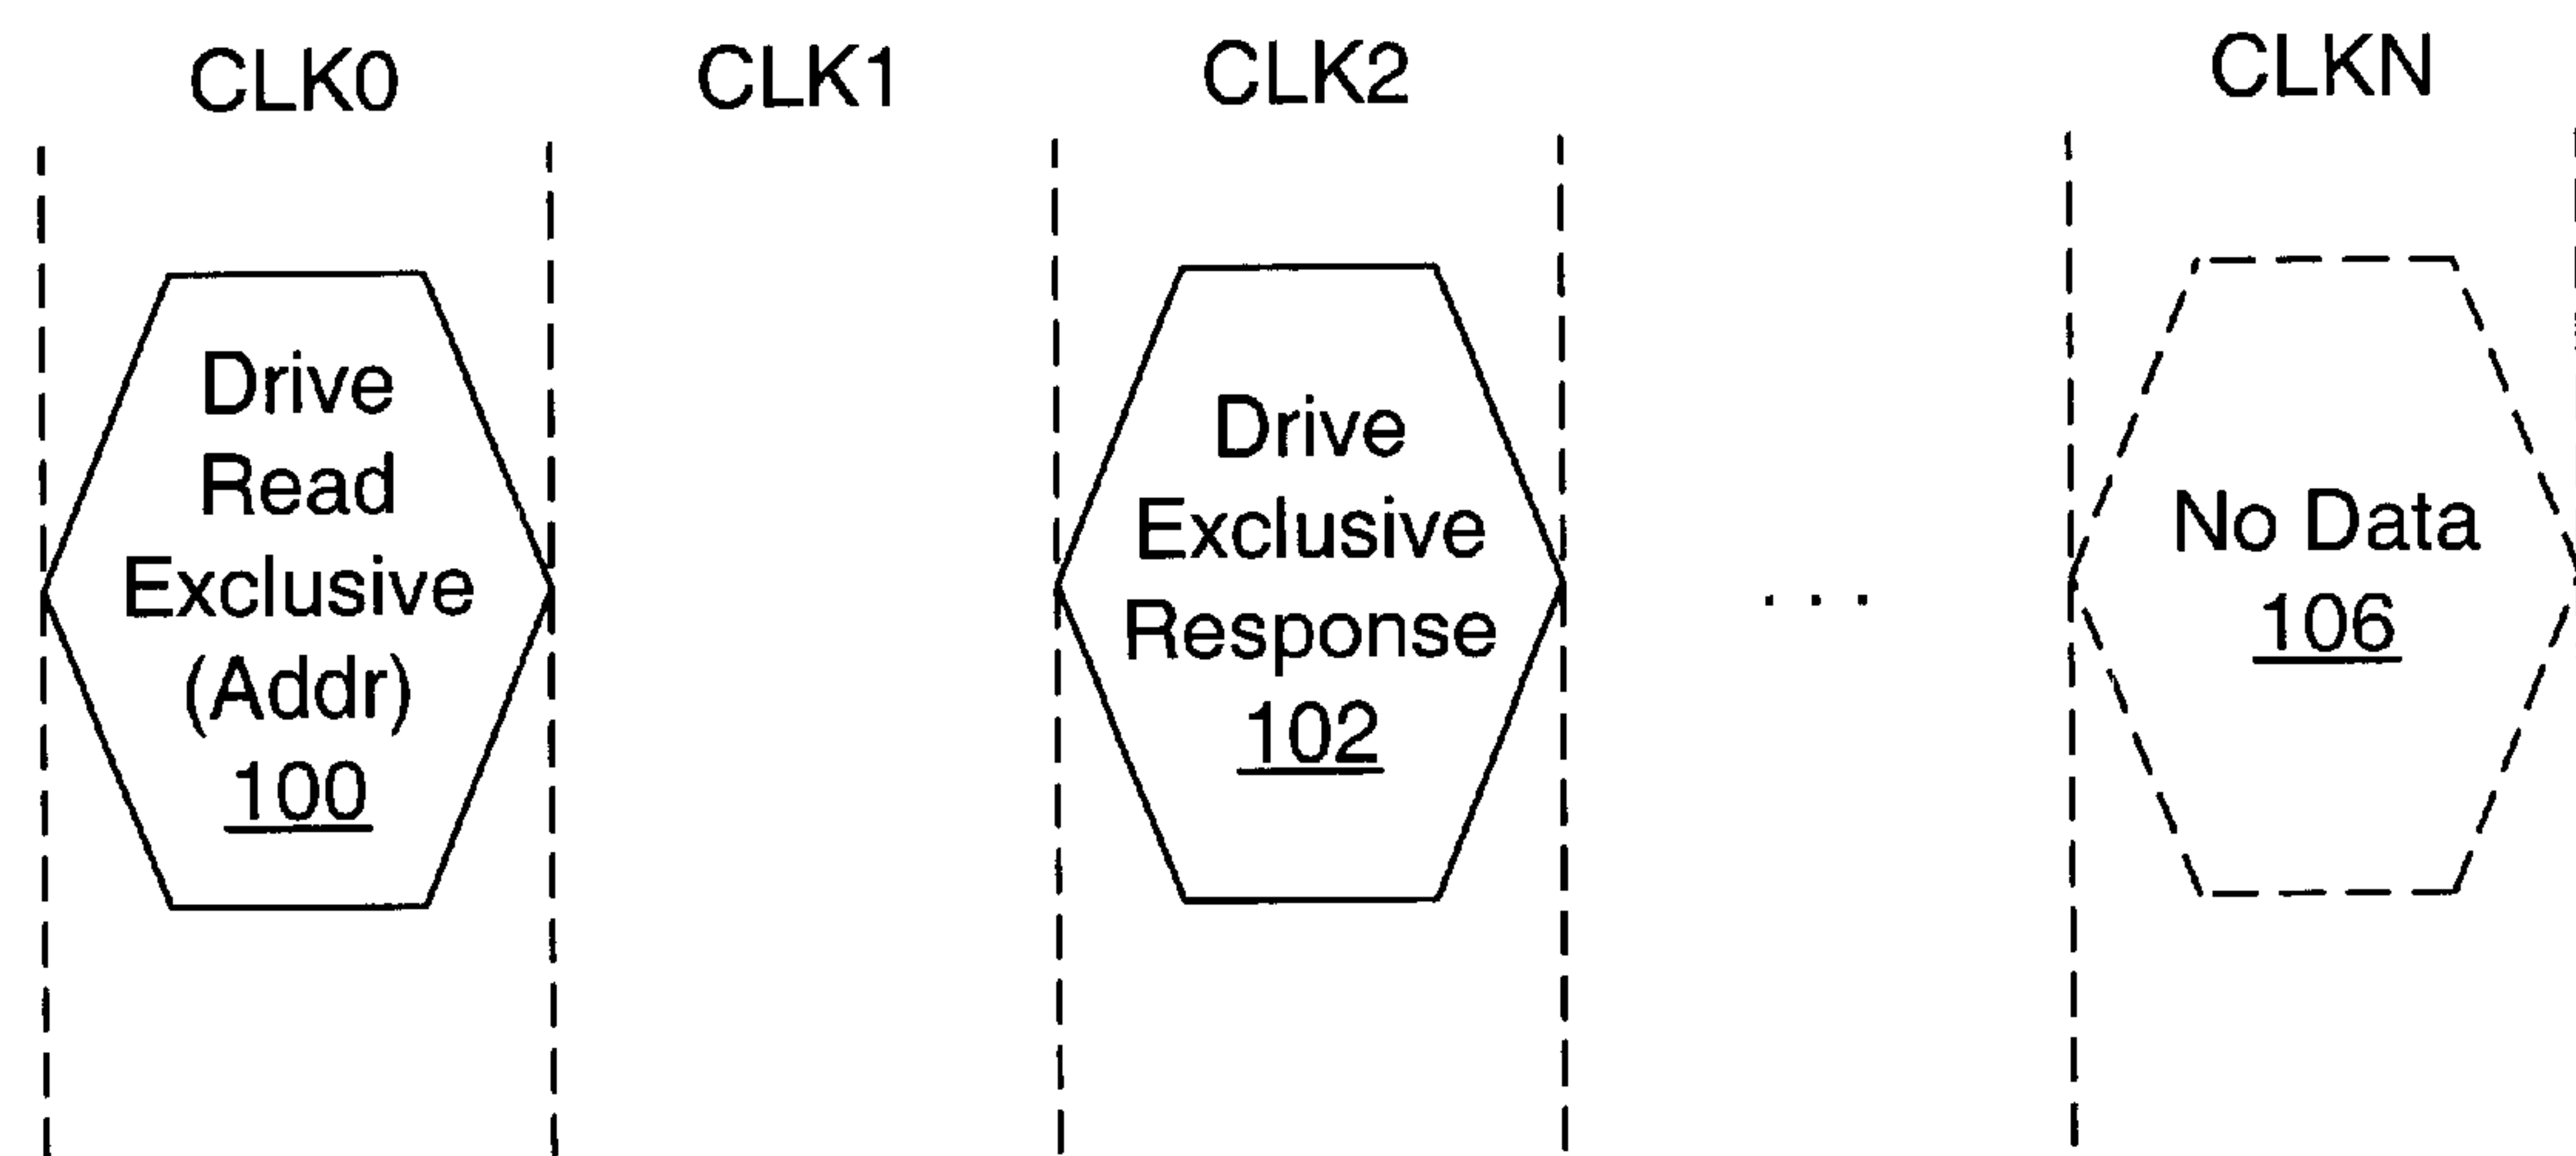 CLK0 CLK1 CLK2 CLKN
Drive
Read
Exclusive
(Addr)
100
Drive
Exclusive
Response
102
. . .
No Data
106